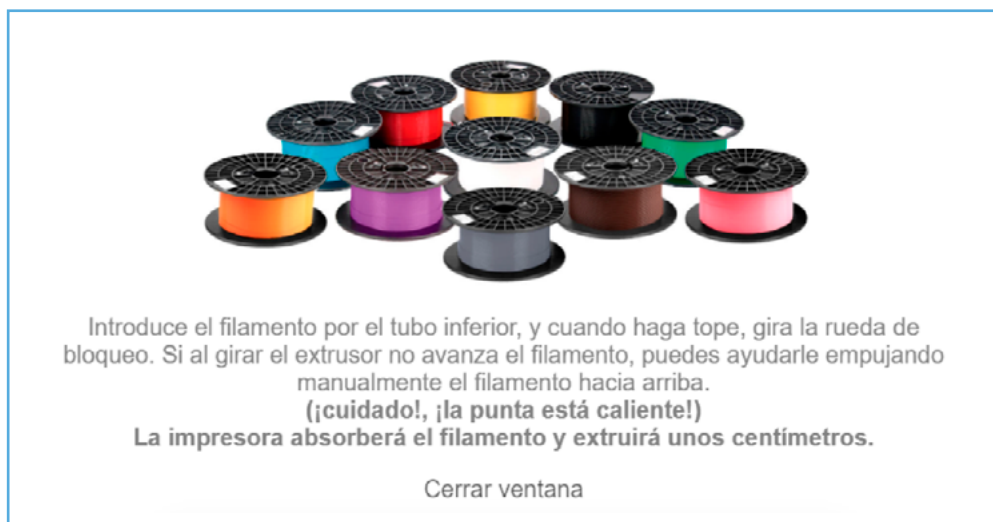 Introduce el filamento por el tubo inferior, y cuando haga tope, gira la rueda de
bloqueo. Si al girar el extrusor no avanza el filamento, puedes ayudarle empujando
manualmente el filamento hacia arriba.
(¡cuidado!, ¡la punta está caliente!)
La impresora absorberá el filamento y extruirá unos centímetros.
Cerrar ventana